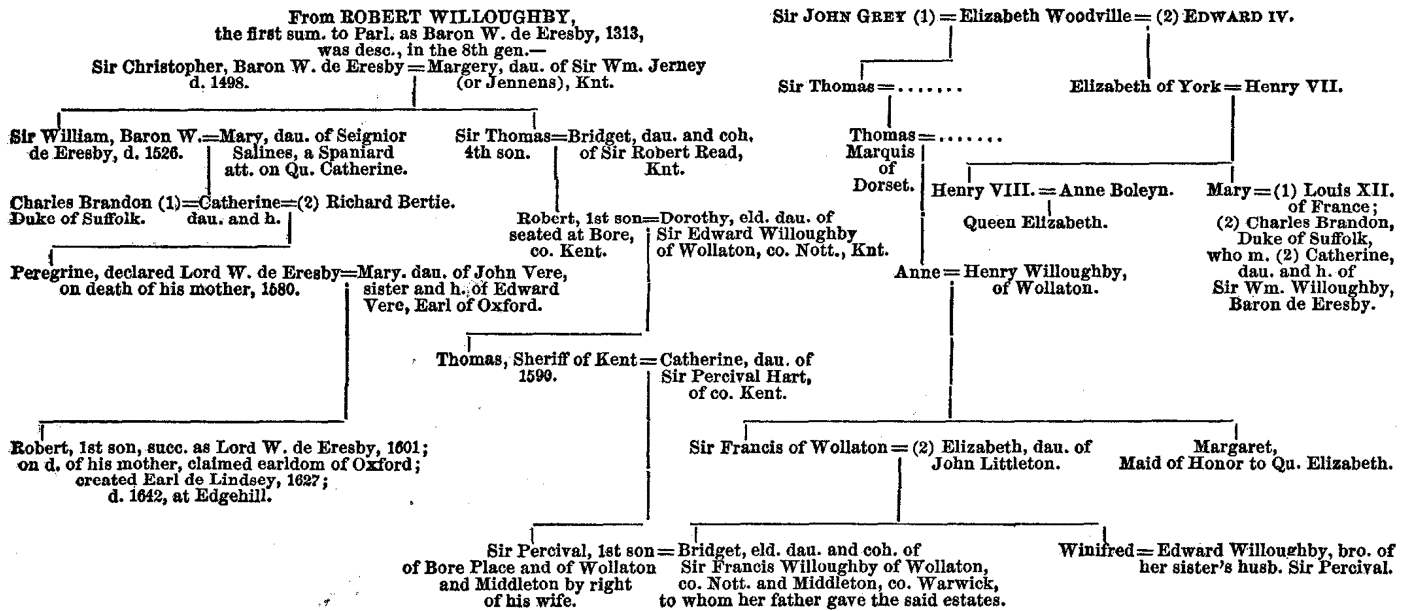 From ROBERT WILLOUGHBY,
the first sum. to Parl. as Baron W. de Eresby, 1313,
was desc., in the 8th gen.—
Sir Christopher, Baron W. de Eresby = Margery, dau. of Sir Wm. Jerney
d. 1498. (or Jennens), Knt.
Sir JOHN GREY (1) = Elizabeth Woodville = (2) EDWARD IV.
Sir Thomas = .......
Elizabeth of York = Henry VII.
Sir William, Baron W. = Mary, dau. of Seignior
de Eresby, d. 1526. Salines, a Spaniard
att. on Qu. Catherine.
Sir Thomas = Bridget, dau. and coh.
4th son. of Sir Robert Read,
Knt.
Thomas = .......
Marquis
of
Dorset.
Henry VIII. = Anne Boleyn.
Queen Elizabeth.
Mary = (1) Louis XII.
of France;
(2) Charles Brandon,
Duke of Suffolk,
who m. (2) Catherine,
dau. and h. of
Sir Wm. Willoughby,
Baron de Eresby.
Charles Brandon (1) = Catherine = (2) Richard Bertie.
Duke of Suffolk. dau. and h.
Robert, 1st son = Dorothy, eld. dau. of
seated at Bore, Sir Edward Willoughby
co. Kent. of Wollaton, co. Nott., Knt.
Peregrine, declared Lord W. de Eresby = Mary. dau. of John Vere,
on death of his mother, 1580. sister and h. of Edward
Vere, Earl of Oxford.
Anne = Henry Willoughby,
of Wollaton.
Thomas, Sheriff of Kent = Catherine, dau. of
1590. Sir Percival Hart,
of co. Kent.
Robert, 1st son, succ. as Lord W. de Eresby, 1601;
on d. of his mother, claimed earldom of Oxford;
created Earl de Lindsey, 1627;
d. 1642, at Edgehill.
Sir Francis of Wollaton = (2) Elizabeth, dau. of
John Littleton.
Margaret,
Maid of Honor to Qu. Elizabeth.
Sir Percival, 1st son = Bridget, eld. dau. and coh. of
of Bore Place and of Wollaton Sir Francis Willoughby of Wollaton,
and Middleton by right co. Nott. and Middleton, co. Warwick,
of his wife. to whom her father gave the said estates.
Winifred = Edward Willoughby, bro. of
her sister's husb. Sir Percival.